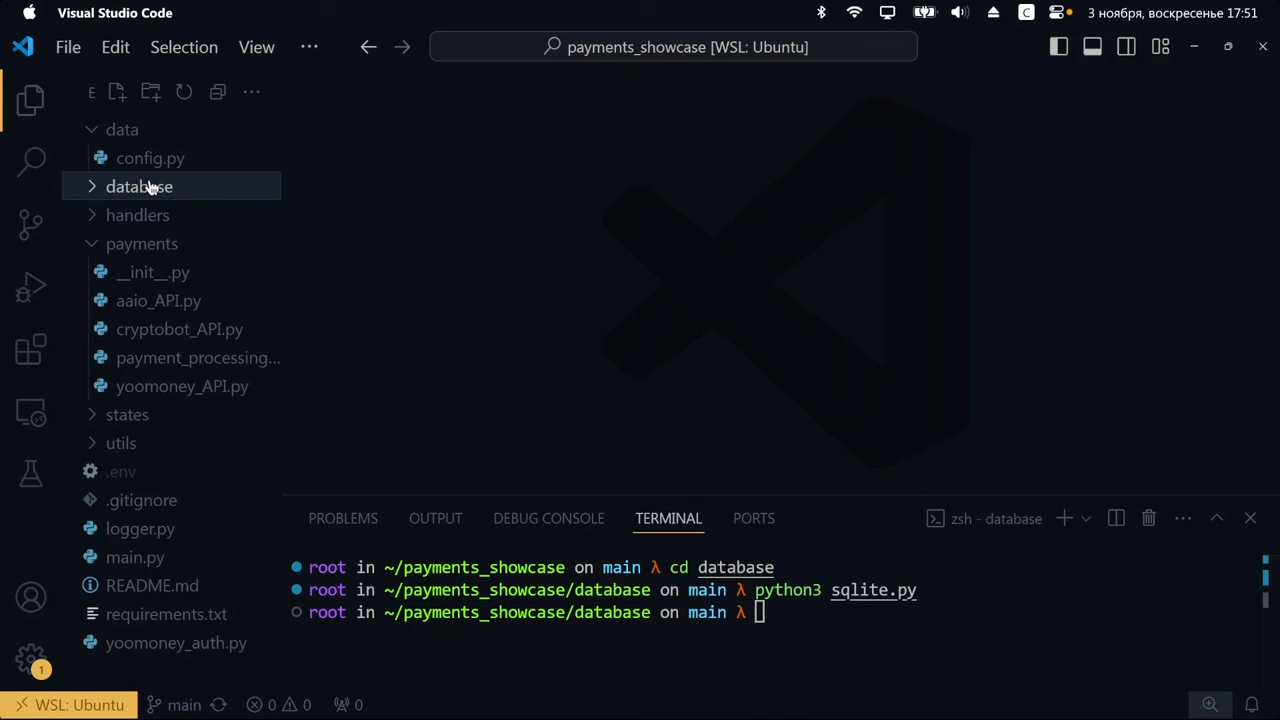 Visual Studio Code
C
3 ноября, воскресенье 17:51
File Edit Selection View ···
payments_showcase [WSL: Ubuntu]
E
data
config.py
database
handlers
payments
__init__.py
aaio_API.py
cryptobot_API.py
payment_processing...
yoomoney_API.py
states
utils
.env
.gitignore
logger.py
main.py
README.md
requirements.txt
yoomoney_auth.py
PROBLEMS OUTPUT DEBUG CONSOLE TERMINAL PORTS
zsh - database
root in ~/payments_showcase on main λ cd database
root in ~/payments_showcase/database on main λ python3 sqlite.py
root in ~/payments_showcase/database on main λ
1
WSL: Ubuntu main 0 0 0